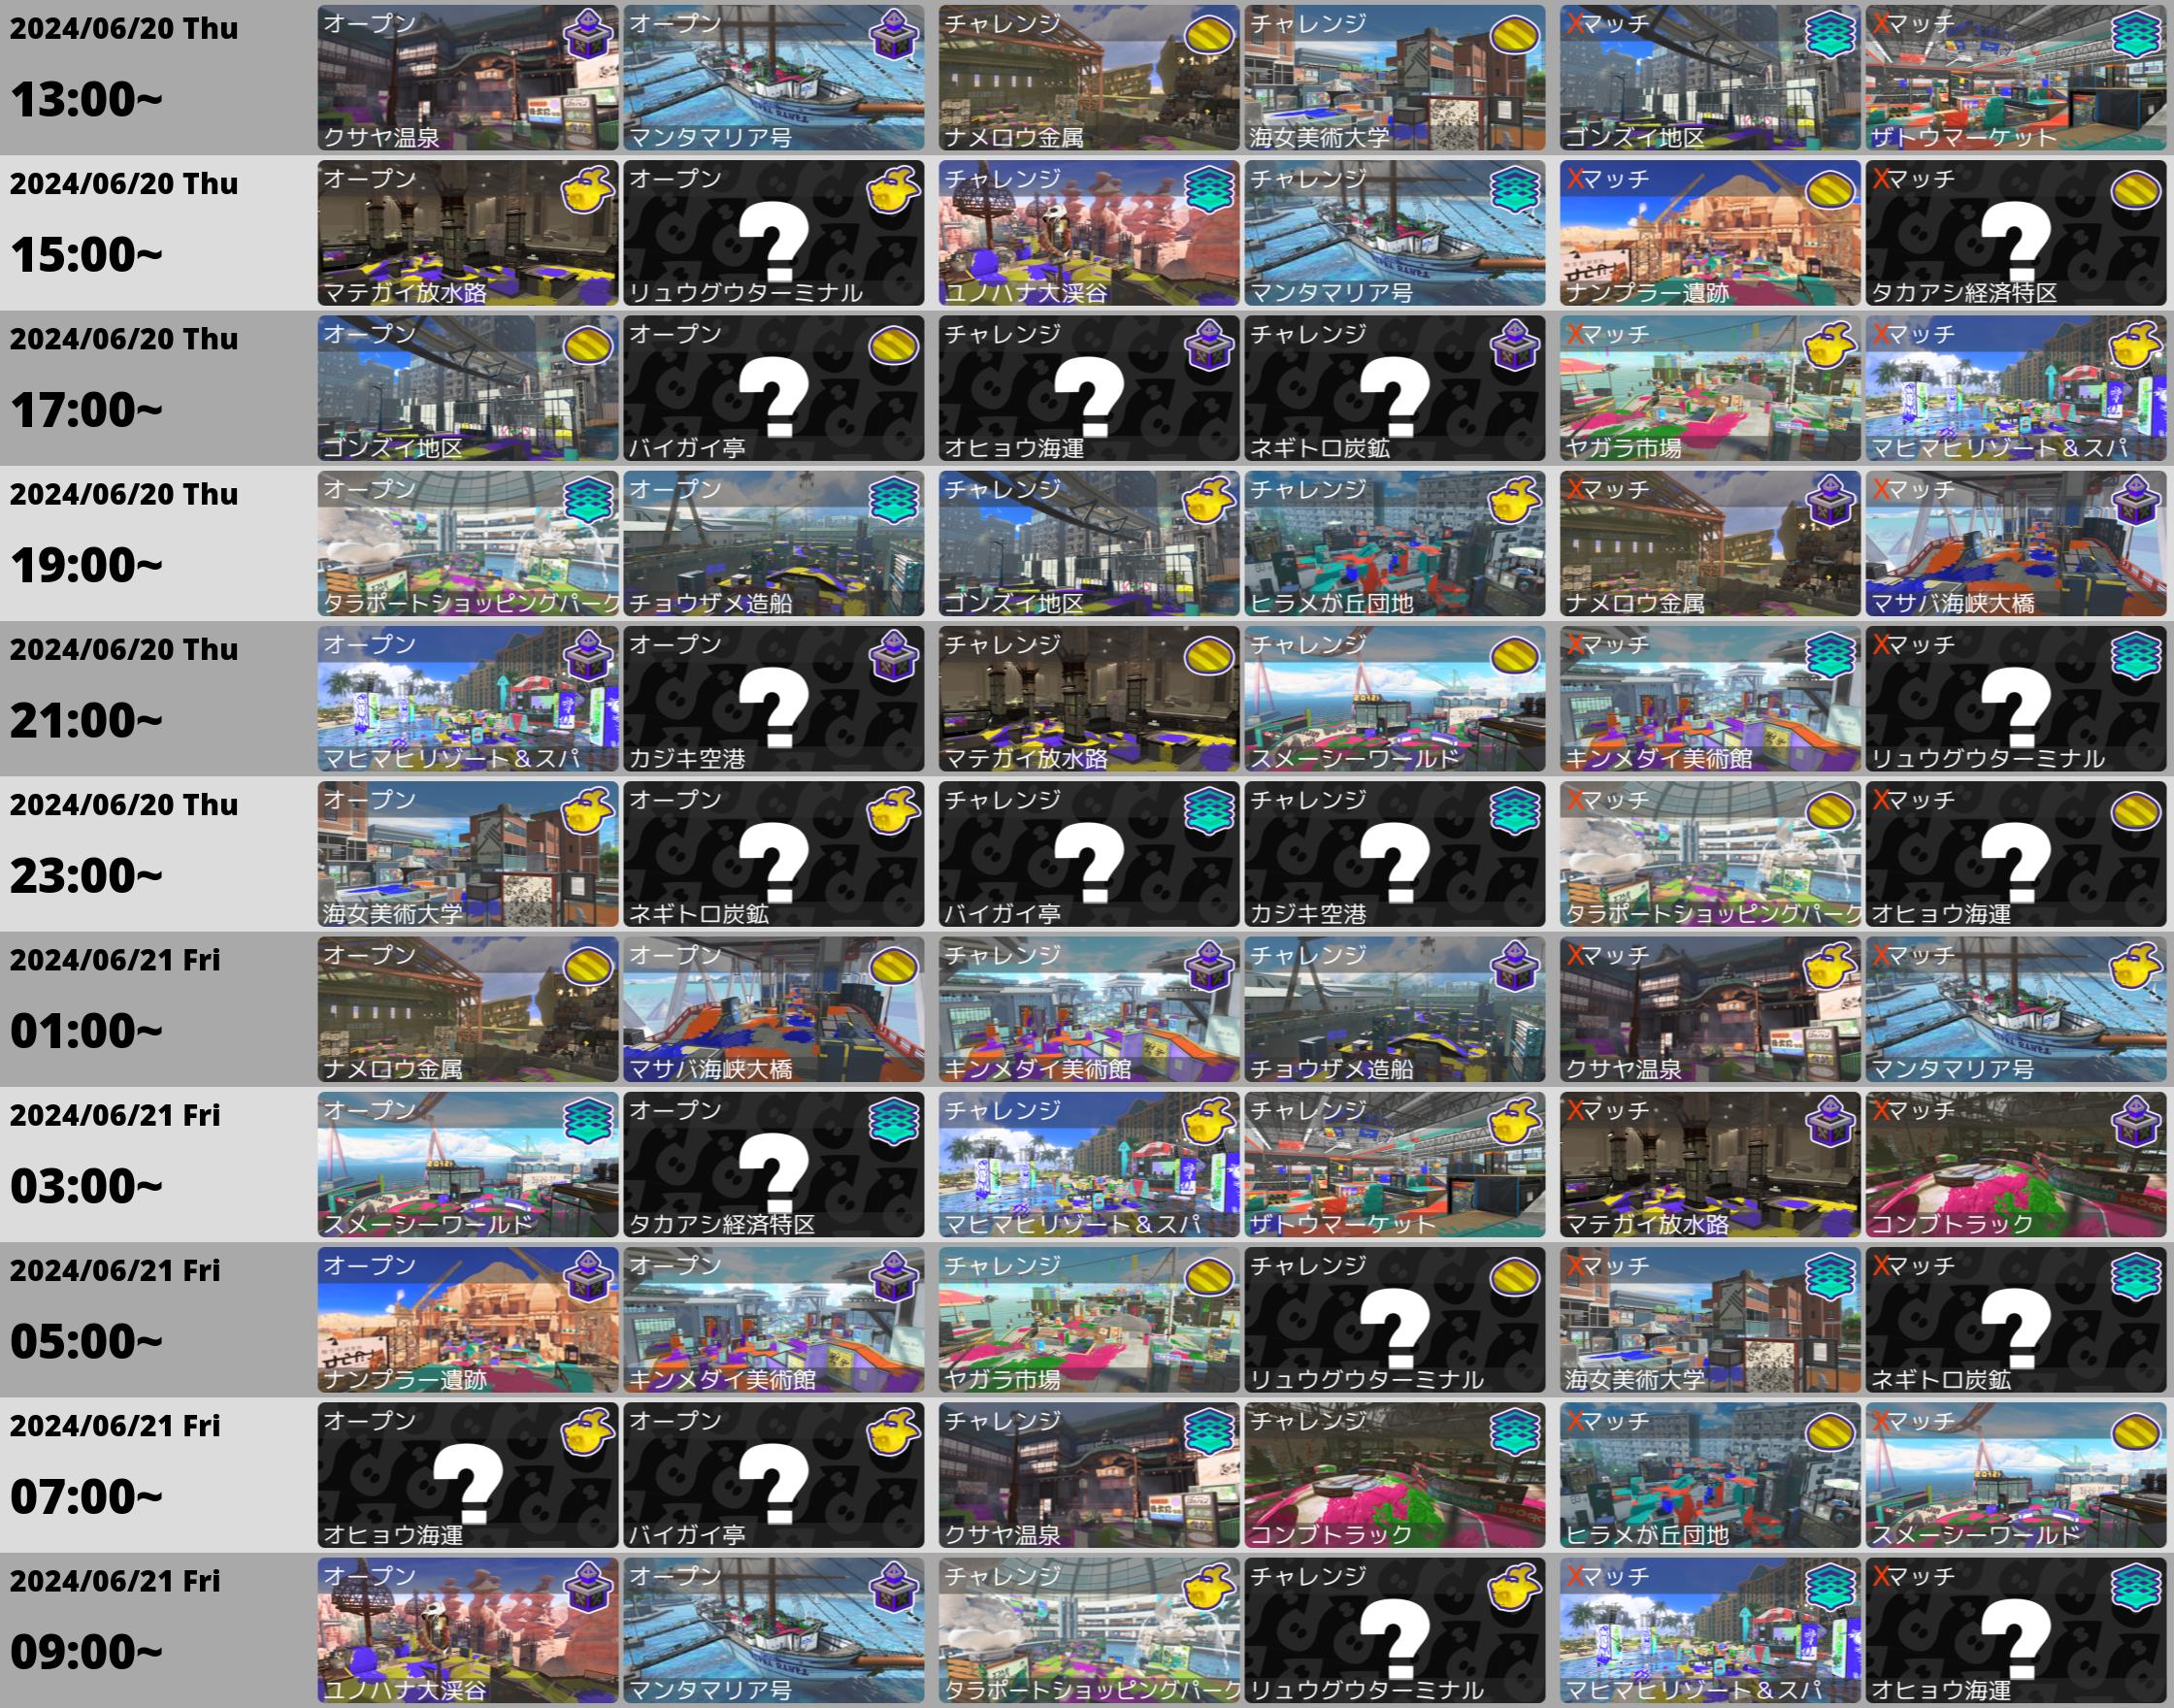 2024/06/20 Thu
13:00~
オープン
クサヤ温泉
オープン
マンタマリア号
チャレンジ
ナメロウ金属
チャレンジ
海女美術大学
Xマッチ
ゴンズイ地区
Xマッチ
ザトウマーケット
2024/06/20 Thu
15:00~
オープン
マテガイ放水路
オープン
リュウグウターミナル
チャレンジ
ユノハナ大渓谷
チャレンジ
マンタマリア号
Xマッチ
ナンプラー遺跡
Xマッチ
タカアシ経済特区
2024/06/20 Thu
17:00~
オープン
ゴンズイ地区
オープン
バイガイ亭
チャレンジ
オヒョウ海運
チャレンジ
ネギトロ炭鉱
Xマッチ
ヤガラ市場
Xマッチ
マヒマヒリゾート＆スパ
2024/06/20 Thu
19:00~
オープン
タラポートショッピングパーク
オープン
チョウザメ造船
チャレンジ
ゴンズイ地区
チャレンジ
ヒラメが丘団地
Xマッチ
ナメロウ金属
Xマッチ
マサバ海峡大橋
2024/06/20 Thu
21:00~
オープン
マヒマヒリゾート＆スパ
オープン
カジキ空港
チャレンジ
マテガイ放水路
チャレンジ
スメーシーワールド
Xマッチ
キンメダイ美術館
Xマッチ
リュウグウターミナル
2024/06/20 Thu
23:00~
オープン
海女美術大学
オープン
ネギトロ炭鉱
チャレンジ
バイガイ亭
チャレンジ
カジキ空港
Xマッチ
タラポートショッピングパーク
Xマッチ
オヒョウ海運
2024/06/21 Fri
01:00~
オープン
ナメロウ金属
オープン
マサバ海峡大橋
チャレンジ
キンメダイ美術館
チャレンジ
チョウザメ造船
Xマッチ
クサヤ温泉
Xマッチ
マンタマリア号
2024/06/21 Fri
03:00~
オープン
スメーシーワールド
オープン
タカアシ経済特区
チャレンジ
マヒマヒリゾート＆スパ
チャレンジ
ザトウマーケット
Xマッチ
マテガイ放水路
Xマッチ
コンブトラック
2024/06/21 Fri
05:00~
オープン
ナンプラー遺跡
オープン
キンメダイ美術館
チャレンジ
ヤガラ市場
チャレンジ
リュウグウターミナル
Xマッチ
海女美術大学
Xマッチ
ネギトロ炭鉱
2024/06/21 Fri
07:00~
オープン
オヒョウ海運
オープン
バイガイ亭
チャレンジ
クサヤ温泉
チャレンジ
コンブトラック
Xマッチ
ヒラメが丘団地
Xマッチ
スメーシーワールド
2024/06/21 Fri
09:00~
オープン
ユノハナ大渓谷
オープン
マンタマリア号
チャレンジ
タラポートショッピングパーク
チャレンジ
リュウグウターミナル
Xマッチ
マヒマヒリゾート＆スパ
Xマッチ
オヒョウ海運